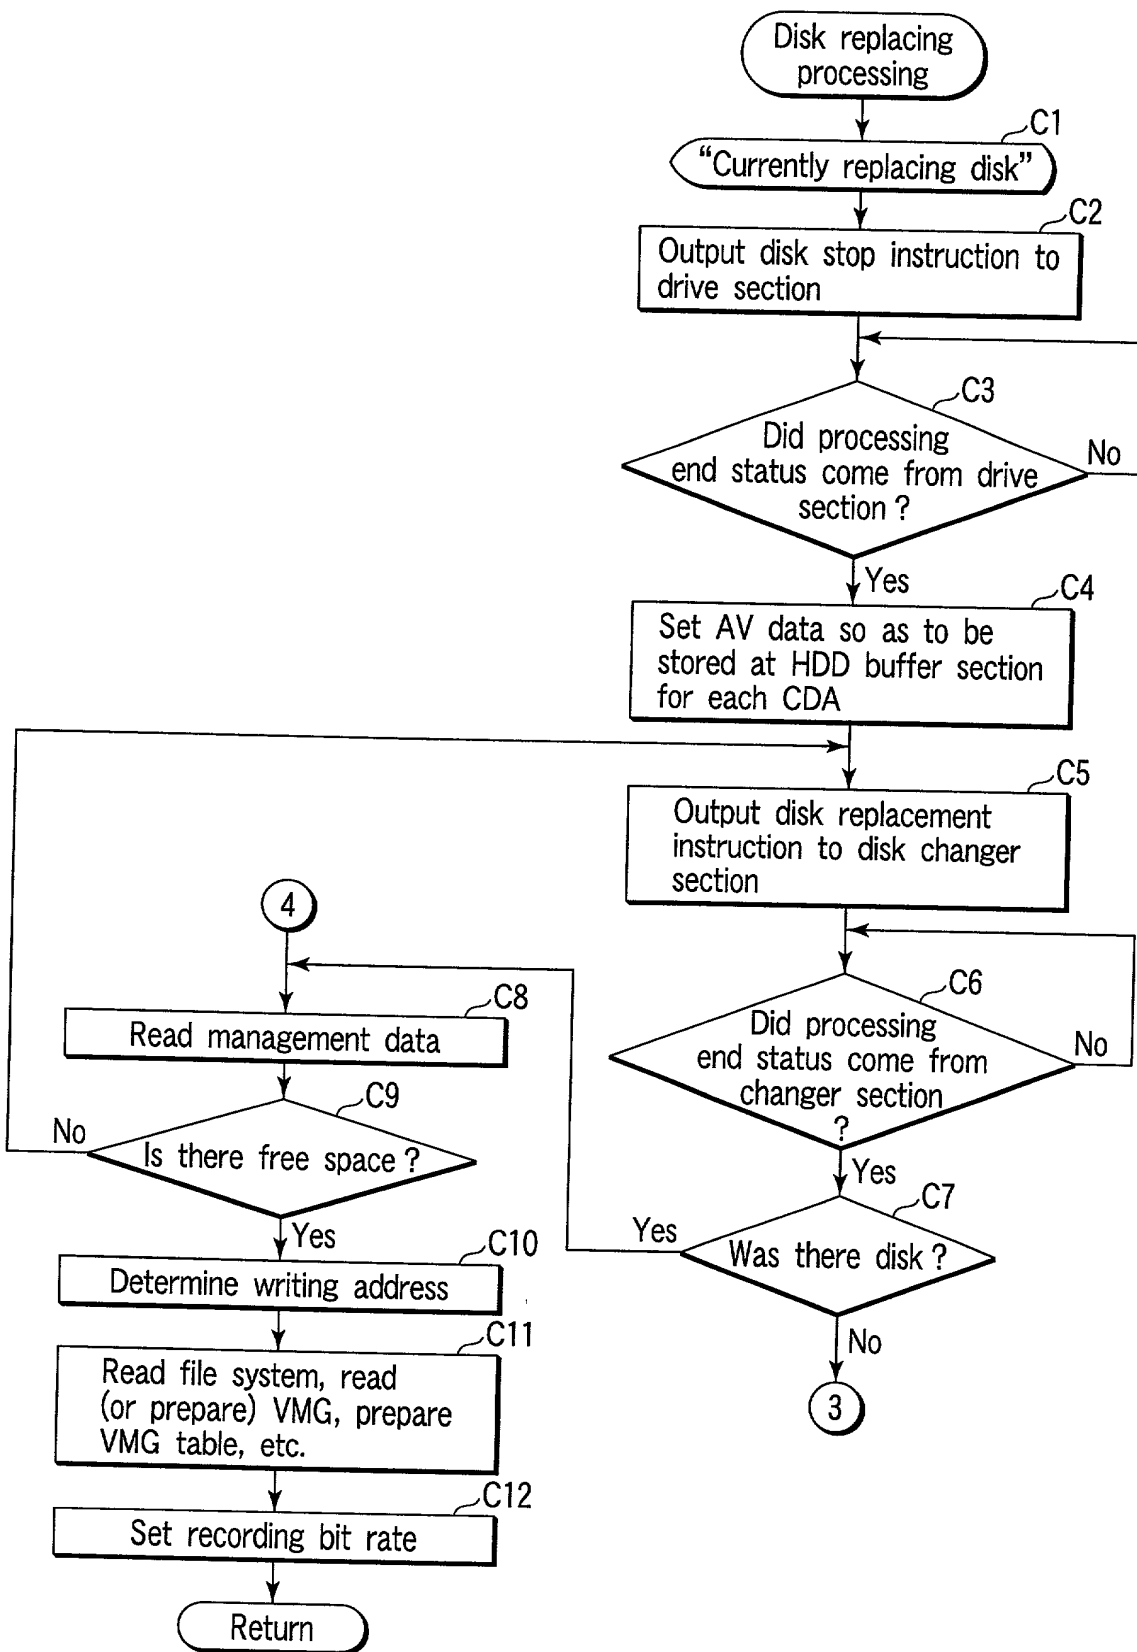 Disk replacing
processing
C1
“Currently replacing disk”
C2
Output disk stop instruction to
drive section
C3
Did processing
end status come from drive
section ?
No
Yes
C4
Set AV data so as to be
stored at HDD buffer section
for each CDA
C5
Output disk replacement
instruction to disk changer
section
C6
Did processing
end status come from
changer section
?
No
Yes
C7
Was there disk ?
Yes
No
3
4
C8
Read management data
C9
Is there free space ?
No
Yes
C10
Determine writing address
C11
Read file system, read
(or prepare) VMG, prepare
VMG table, etc.
C12
Set recording bit rate
Return